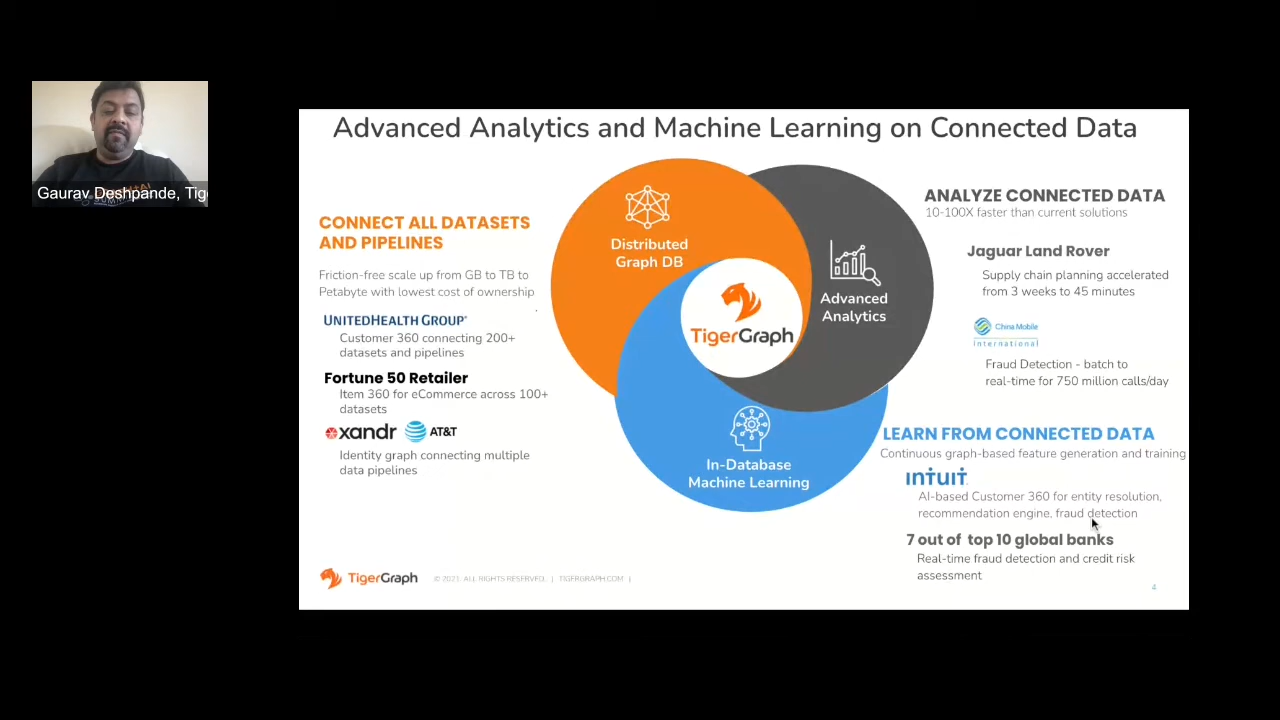 Advanced Analytics and Machine Learning on Connected Data
Gaurav Deshpande, Tig
CONNECT ALL DATASETS
AND PIPELINES
Friction-free scale up from GB to TB to
Petabyte with lowest cost of ownership
UNITEDHEALTH GROUP®
Customer 360 connecting 200+
datasets and pipelines
Fortune 50 Retailer
Item 360 for eCommerce across 100+
datasets
xandr AT&T
Identity graph connecting multiple
data pipelines
Distributed
Graph DB
Advanced
Analytics
TigerGraph
In-Database
Machine Learning
ANALYZE CONNECTED DATA
10-100X faster than current solutions
Jaguar Land Rover
Supply chain planning accelerated
from 3 weeks to 45 minutes
China Mobile
International
Fraud Detection - batch to
real-time for 750 million calls/day
LEARN FROM CONNECTED DATA
Continuous graph-based feature generation and training
intuit
AI-based Customer 360 for entity resolution,
recommendation engine, fraud detection
7 out of top 10 global banks
Real-time fraud detection and credit risk
assessment
TigerGraph © 2021. ALL RIGHTS RESERVED. | TIGERGRAPH.COM |
4